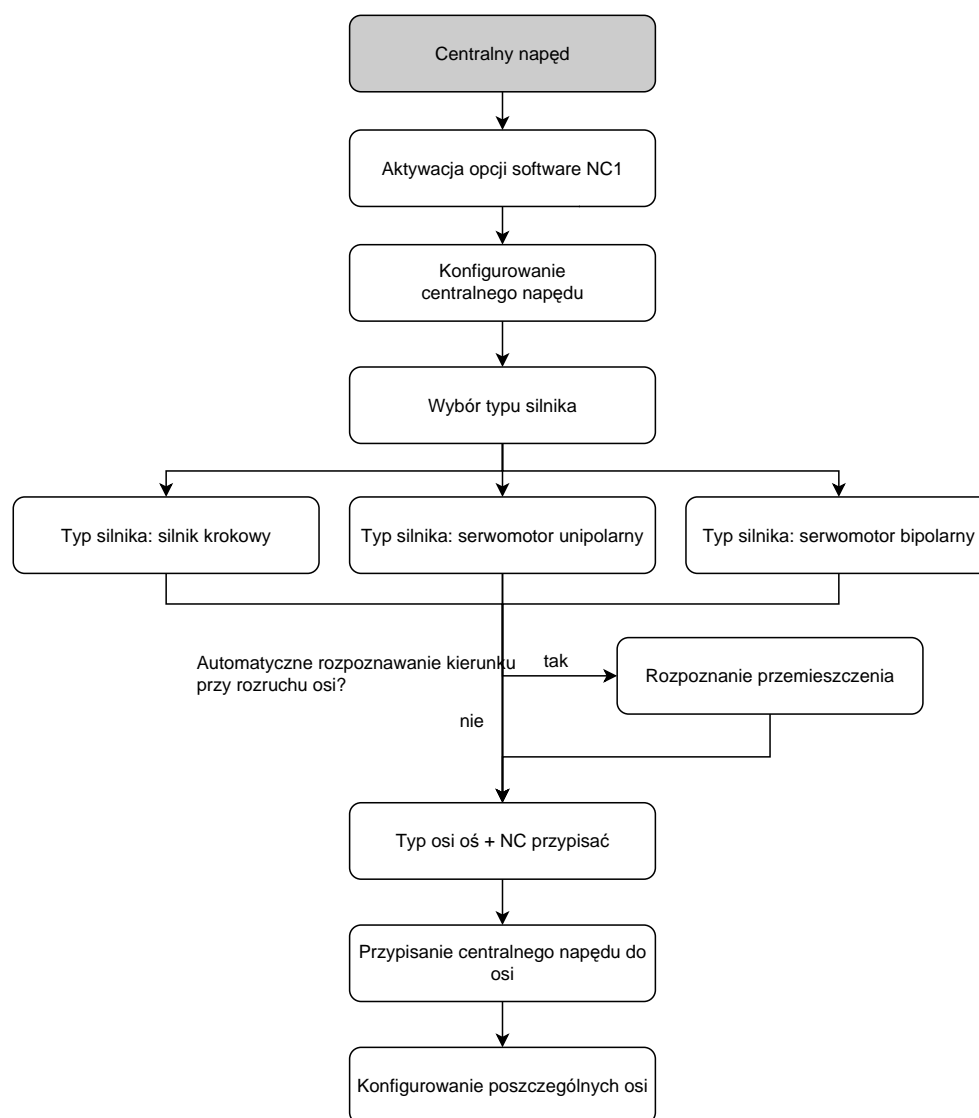 Centralny napęd
Aktywacja opcji software NC1
Konfigurowanie
centralnego napędu
Wybór typu silnika
Typ silnika: silnik krokowy
Typ silnika: serwomotor unipolarny
Typ silnika: serwomotor bipolarny
Automatyczne rozpoznawanie kierunku
przy rozruchu osi?
tak
Rozpoznanie przemieszczenia
nie
Typ osi oś + NC przypisać
Przypisanie centralnego napędu do
osi
Konfigurowanie poszczególnych osi